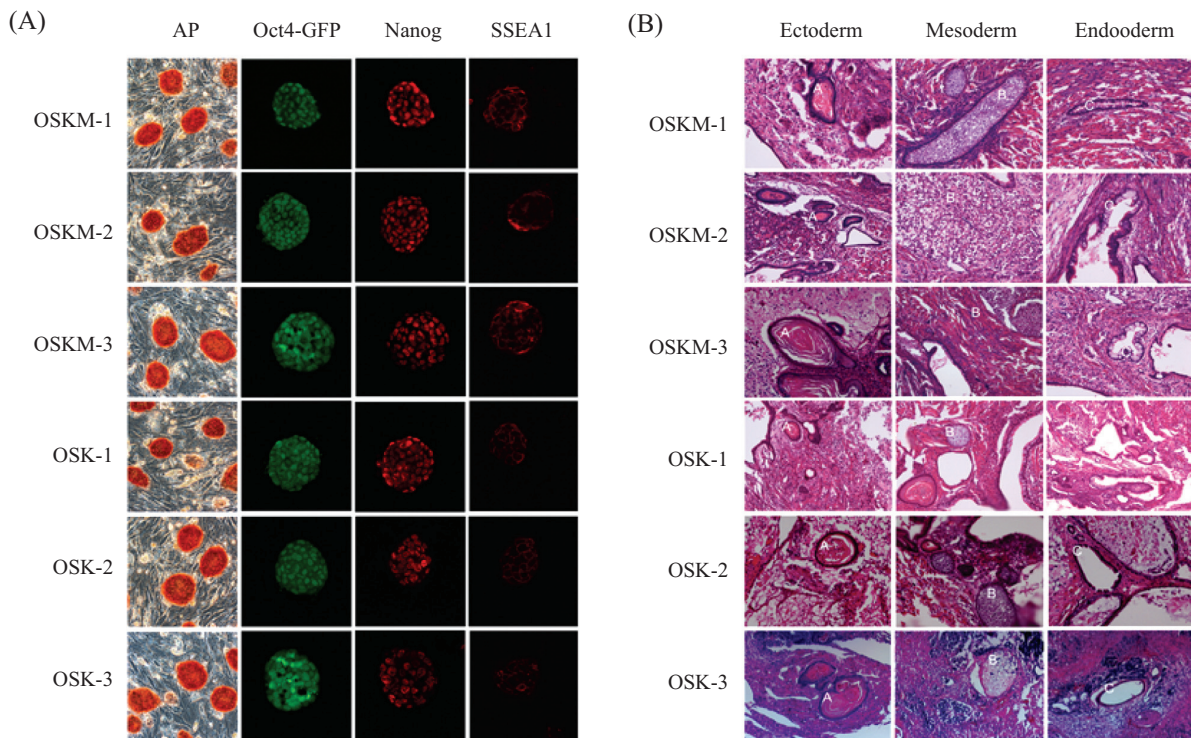 (A)
AP Oct4-GFP Nanog SSEA1
OSKM-1
OSKM-2
OSKM-3
OSK-1
OSK-2
OSK-3
(B)
Ectoderm Mesoderm Endooderm
OSKM-1 A B C
OSKM-2 A B C
OSKM-3 A B
OSK-1 A B
OSK-2 A B C
OSK-3 A B C